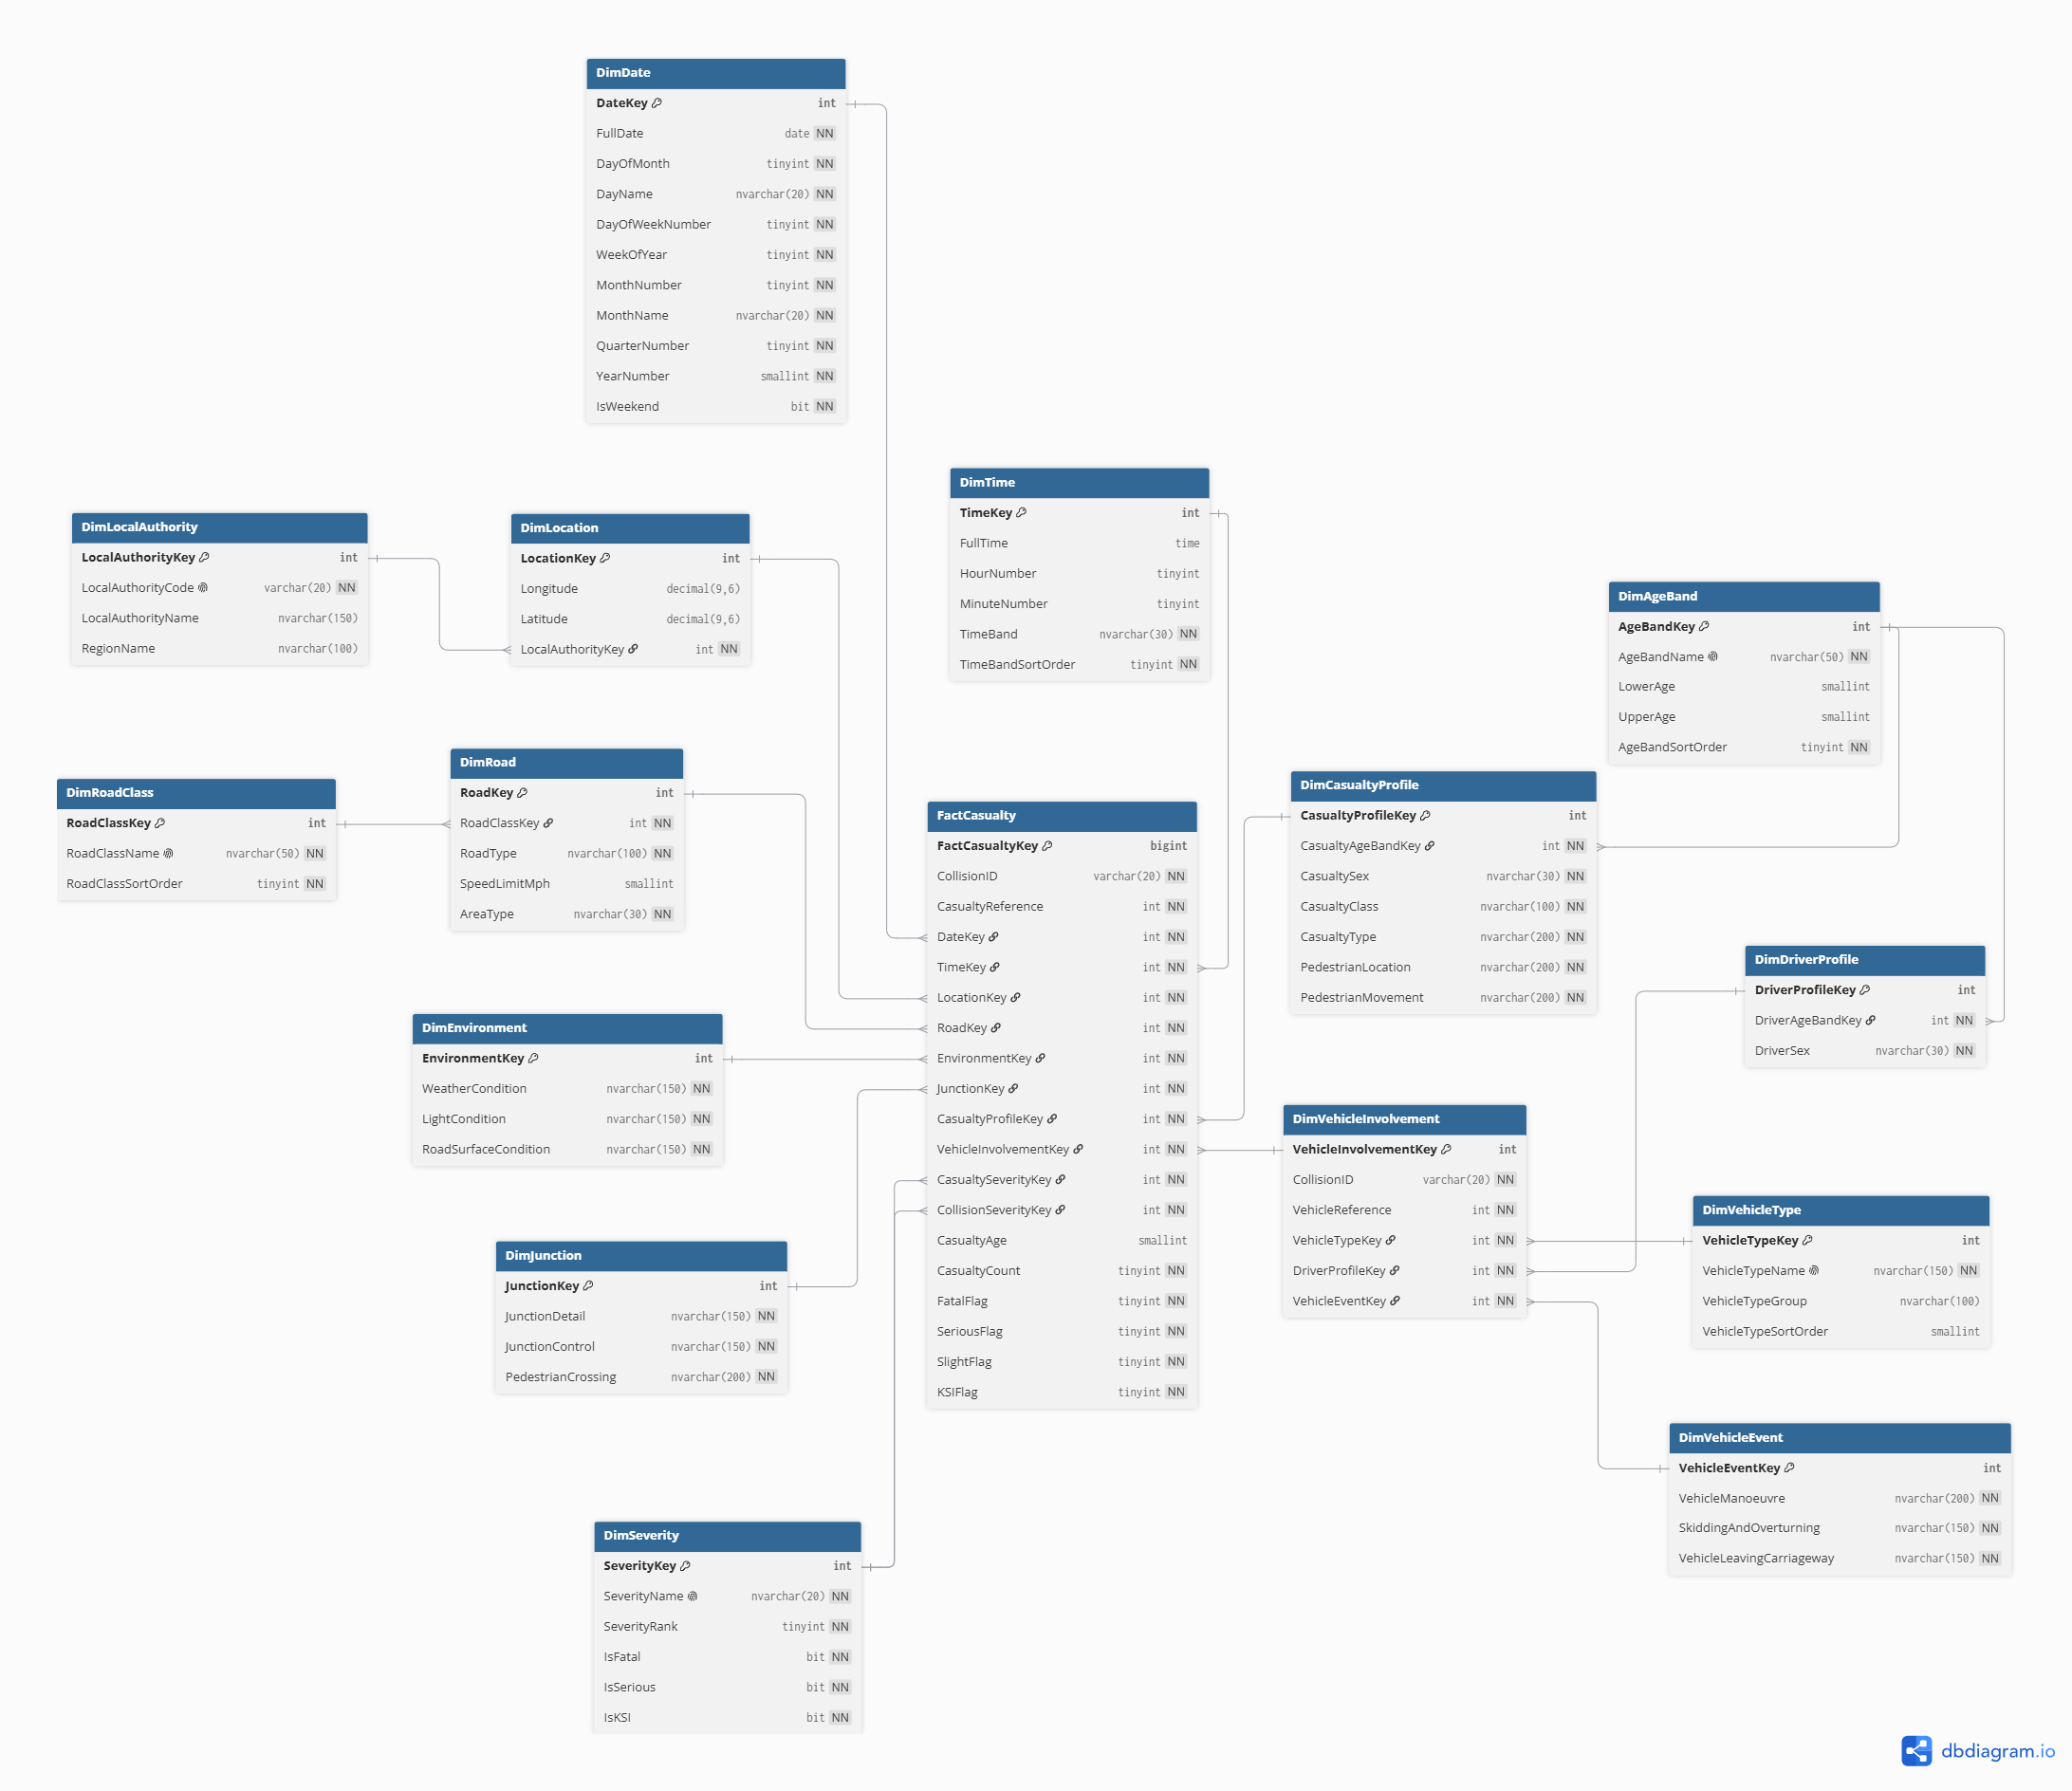 DimDate
DateKey int
FullDate date NN
DayOfMonth tinyint NN
DayName nvarchar(20) NN
DayOfWeekNumber tinyint NN
WeekOfYear tinyint NN
MonthNumber tinyint NN
MonthName nvarchar(20) NN
QuarterNumber tinyint NN
YearNumber smallint NN
IsWeekend bit NN
DimTime
TimeKey int
FullTime time
HourNumber tinyint
MinuteNumber tinyint
TimeBand nvarchar(30) NN
TimeBandSortOrder tinyint NN
DimLocalAuthority
LocalAuthorityKey int
LocalAuthorityCode varchar(20) NN
LocalAuthorityName nvarchar(150)
RegionName nvarchar(100)
DimLocation
LocationKey int
Longitude decimal(9,6)
Latitude decimal(9,6)
LocalAuthorityKey int NN
DimAgeBand
AgeBandKey int
AgeBandName nvarchar(50) NN
LowerAge smallint
UpperAge smallint
AgeBandSortOrder tinyint NN
DimRoadClass
RoadClassKey int
RoadClassName nvarchar(50) NN
RoadClassSortOrder tinyint NN
DimRoad
RoadKey int
RoadClassKey int NN
RoadType nvarchar(100) NN
SpeedLimitMph smallint
AreaType nvarchar(30) NN
FactCasualty
FactCasualtyKey bigint
CollisionID varchar(20) NN
CasualtyReference int NN
DateKey int NN
TimeKey int NN
LocationKey int NN
RoadKey int NN
EnvironmentKey int NN
JunctionKey int NN
CasualtyProfileKey int NN
VehicleInvolvementKey int NN
CasualtySeverityKey int NN
CollisionSeverityKey int NN
CasualtyAge smallint
CasualtyCount tinyint NN
FatalFlag tinyint NN
SeriousFlag tinyint NN
SlightFlag tinyint NN
KSIFlag tinyint NN
DimCasualtyProfile
CasualtyProfileKey int
CasualtyAgeBandKey int NN
CasualtySex nvarchar(30) NN
CasualtyClass nvarchar(100) NN
CasualtyType nvarchar(200) NN
PedestrianLocation nvarchar(200) NN
PedestrianMovement nvarchar(200) NN
DimDriverProfile
DriverProfileKey int
DriverAgeBandKey int NN
DriverSex nvarchar(30) NN
DimEnvironment
EnvironmentKey int
WeatherCondition nvarchar(150) NN
LightCondition nvarchar(150) NN
RoadSurfaceCondition nvarchar(150) NN
DimVehicleInvolvement
VehicleInvolvementKey int
CollisionID varchar(20) NN
VehicleReference int NN
VehicleTypeKey int NN
DriverProfileKey int NN
VehicleEventKey int NN
DimVehicleType
VehicleTypeKey int
VehicleTypeName nvarchar(150) NN
VehicleTypeGroup nvarchar(100)
VehicleTypeSortOrder smallint
DimJunction
JunctionKey int
JunctionDetail nvarchar(150) NN
JunctionControl nvarchar(150) NN
PedestrianCrossing nvarchar(200) NN
DimVehicleEvent
VehicleEventKey int
VehicleManoeuvre nvarchar(200) NN
SkiddingAndOverturning nvarchar(150) NN
VehicleLeavingCarriageway nvarchar(150) NN
DimSeverity
SeverityKey int
SeverityName nvarchar(20) NN
SeverityRank tinyint NN
IsFatal bit NN
IsSerious bit NN
IsKSI bit NN
dbdiagram.io